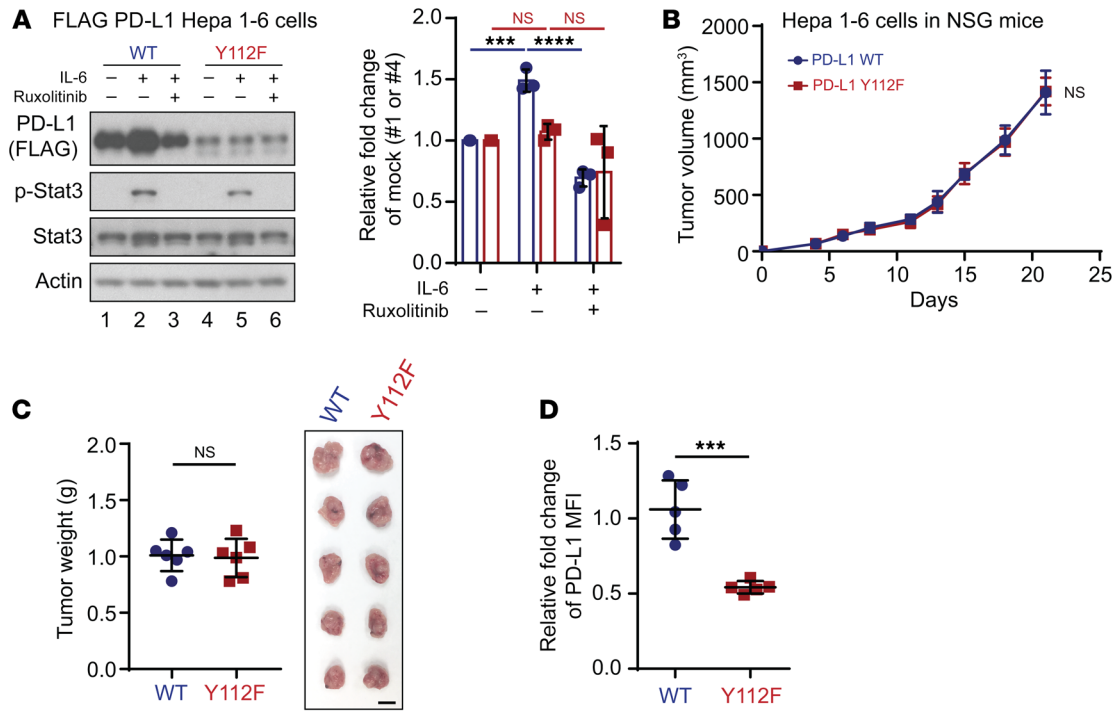 A
FLAG PD-L1 Hepa 1-6 cells
WT Y112F
IL-6 – + + – + +
Ruxolitinib – – + – – +
PD-L1
(FLAG)
p-Stat3
Stat3
Actin
1 2 3 4 5 6
Relative fold change
of mock (#1 or #4)
2.0
1.5
1.0
0.5
0.0
NS NS
*** ****
IL-6 – + +
Ruxolitinib – – +
B
Hepa 1-6 cells in NSG mice
PD-L1 WT
PD-L1 Y112F
Tumor volume (mm3)
2000
1500
1000
500
0
NS
0 5 10 15 20 25
Days
C
Tumor weight (g)
2.0
1.5
1.0
0.5
0.0
NS
WT Y112F
WT Y112F
D
Relative fold change
of PD-L1 MFI
1.5
1.0
0.5
0.0
***
WT Y112F